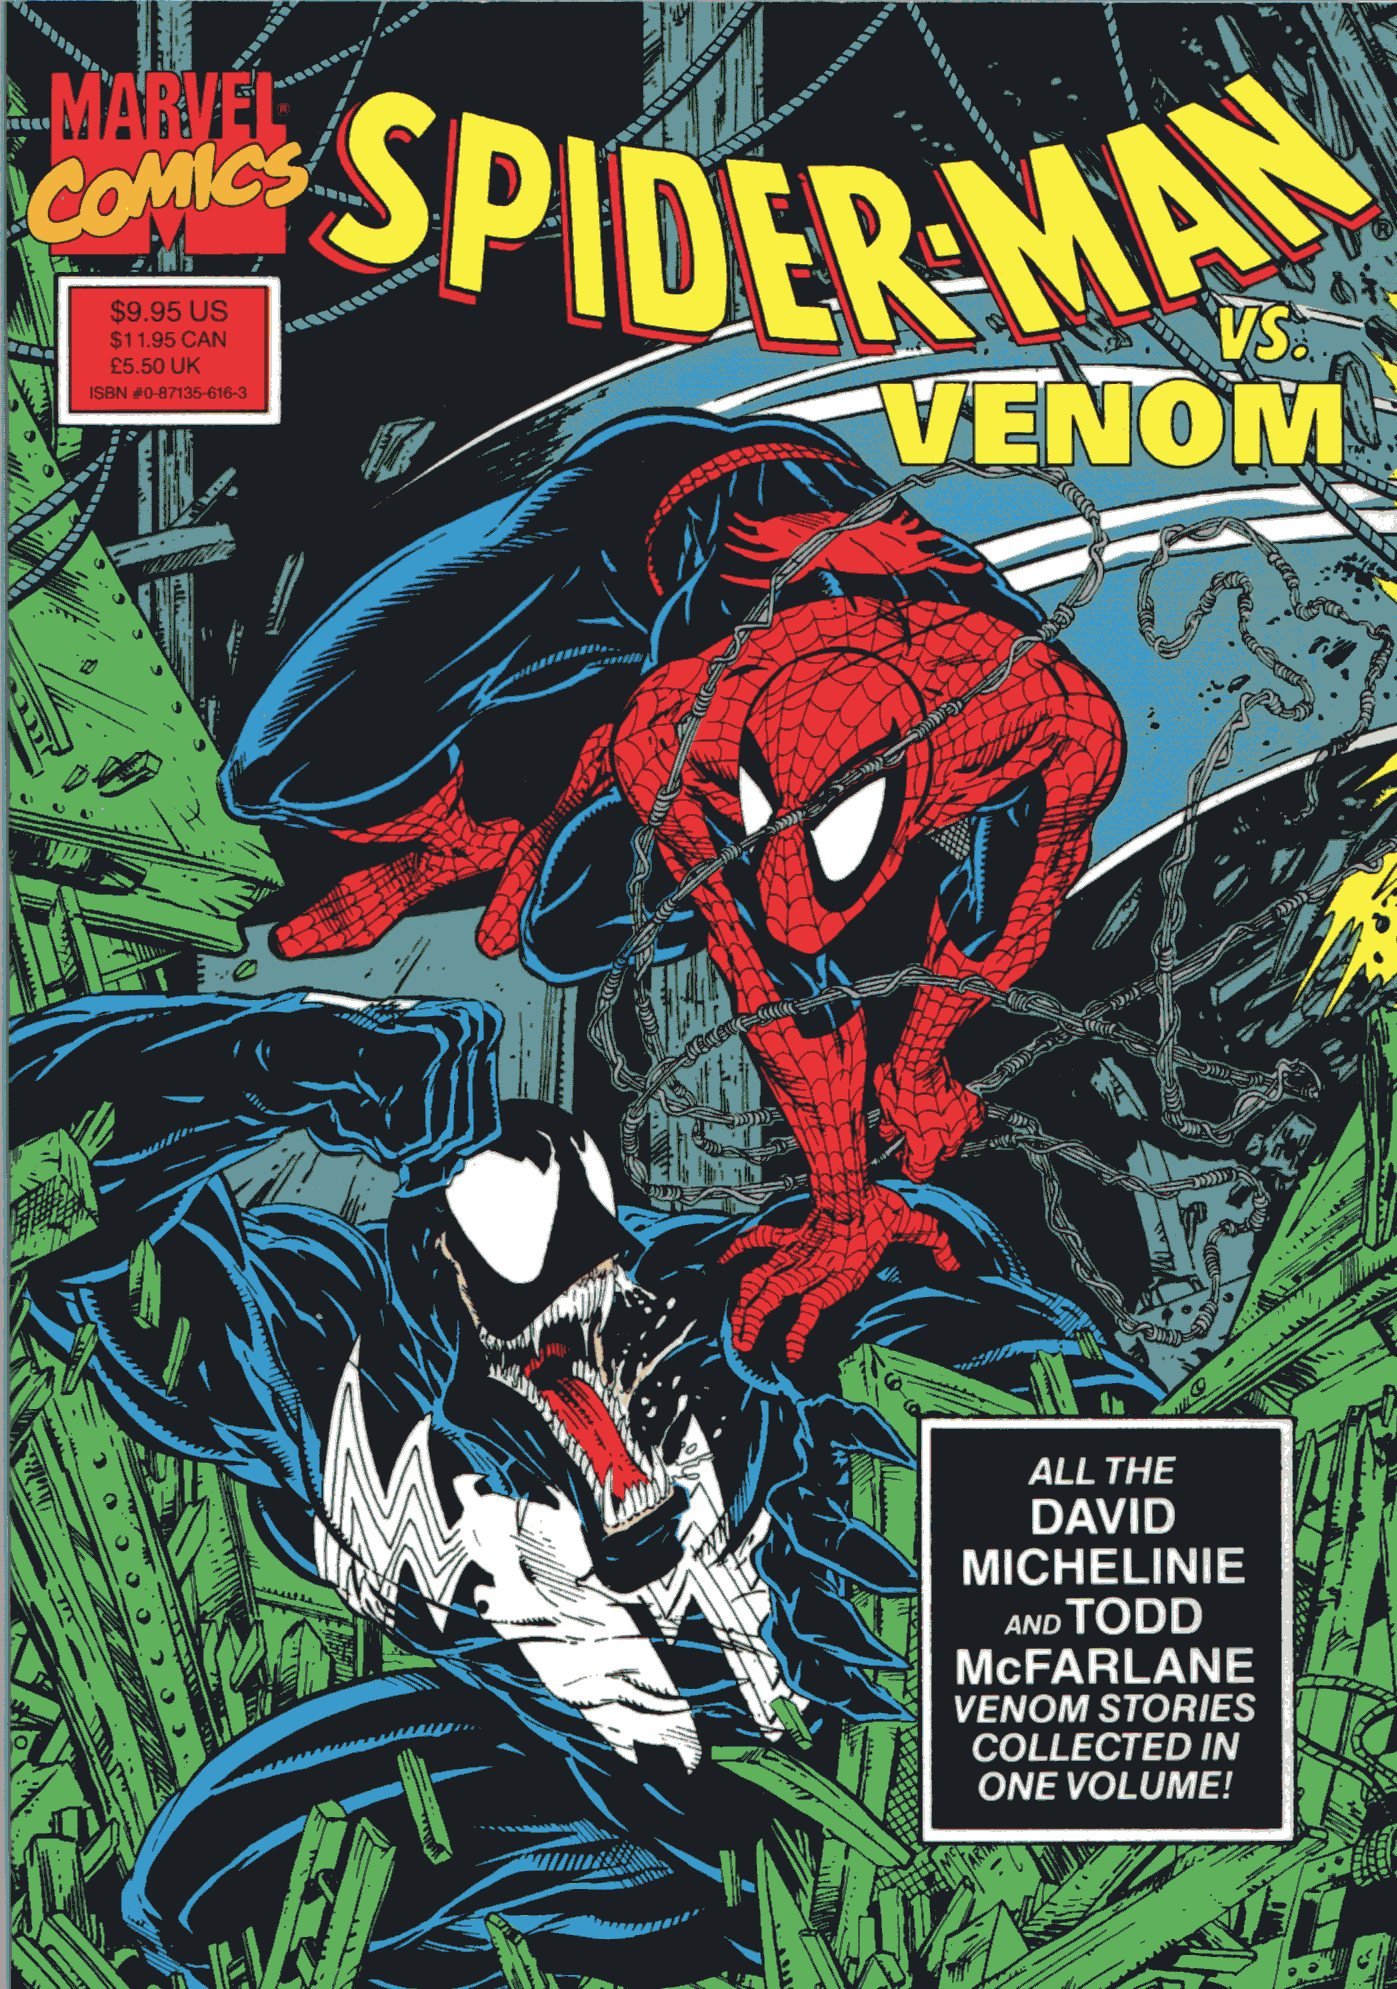 MARVEL®
COMICS
SPIDER-MAN®
VS.
VENOM™
$9.95 US
$11.95 CAN
£5.50 UK
ISBN #0-87135-616-3
ALL THE
DAVID
MICHELINIE
AND TODD
McFARLANE
VENOM STORIES
COLLECTED IN
ONE VOLUME!